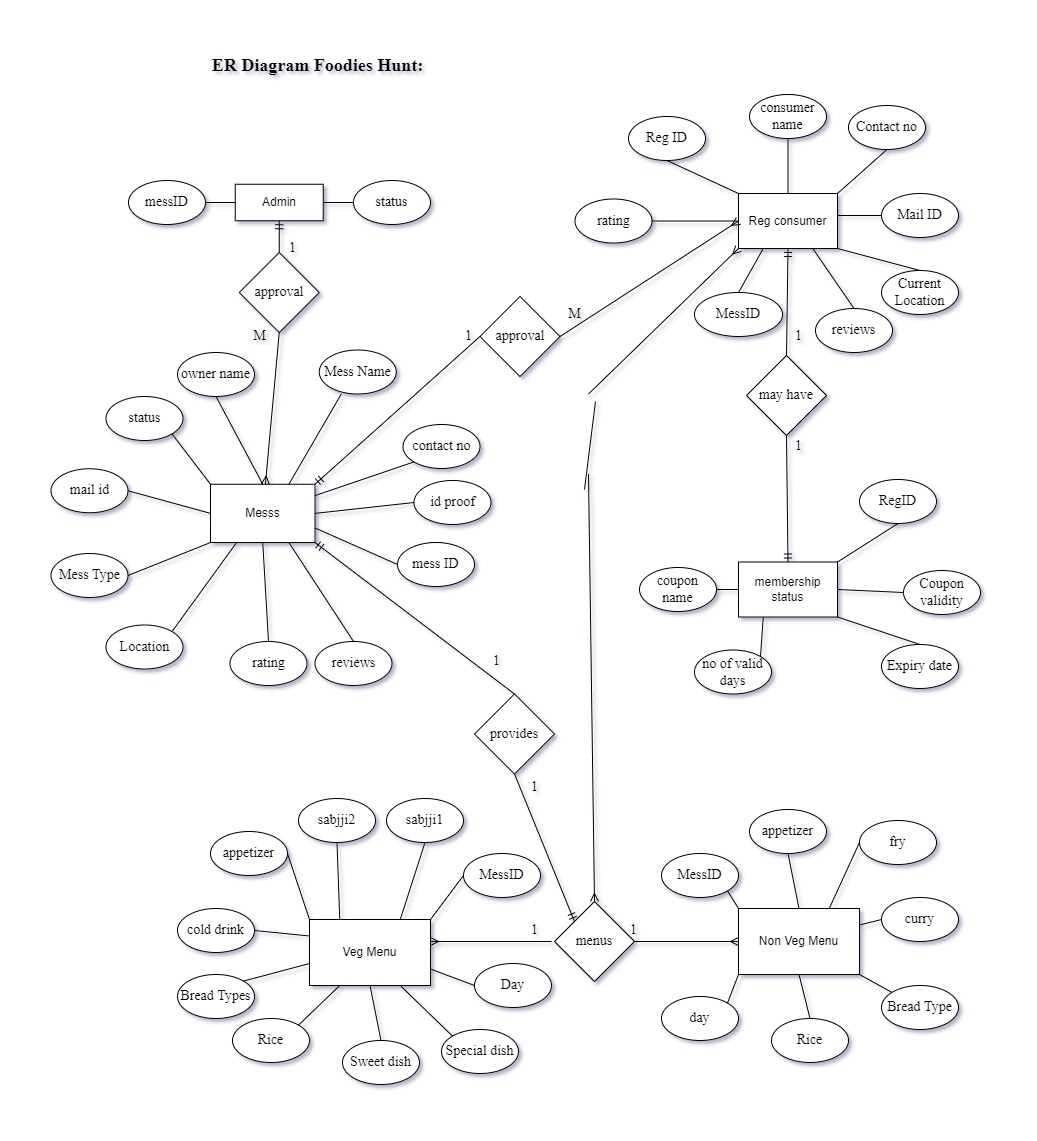 ER Diagram Foodies Hunt:
consumer
name
Contact no
Reg ID
messID
Admin
status
rating
Reg consumer
Mail ID
1
approval
Current
Location
MessID
M
reviews
M
1
approval
1
owner name
Mess Name
may have
status
contact no
1
mail id
id proof
RegID
Messs
mess ID
Mess Type
coupon
name
membership
status
Coupon
validity
Location
rating
reviews
1
no of valid
days
Expiry date
provides
1
sabjji2
sabjji1
appetizer
fry
appetizer
MessID
MessID
cold drink
1
menus
1
curry
Veg Menu
Non Veg Menu
Bread Types
Day
Bread Type
day
Rice
Sweet dish
Special dish
Rice